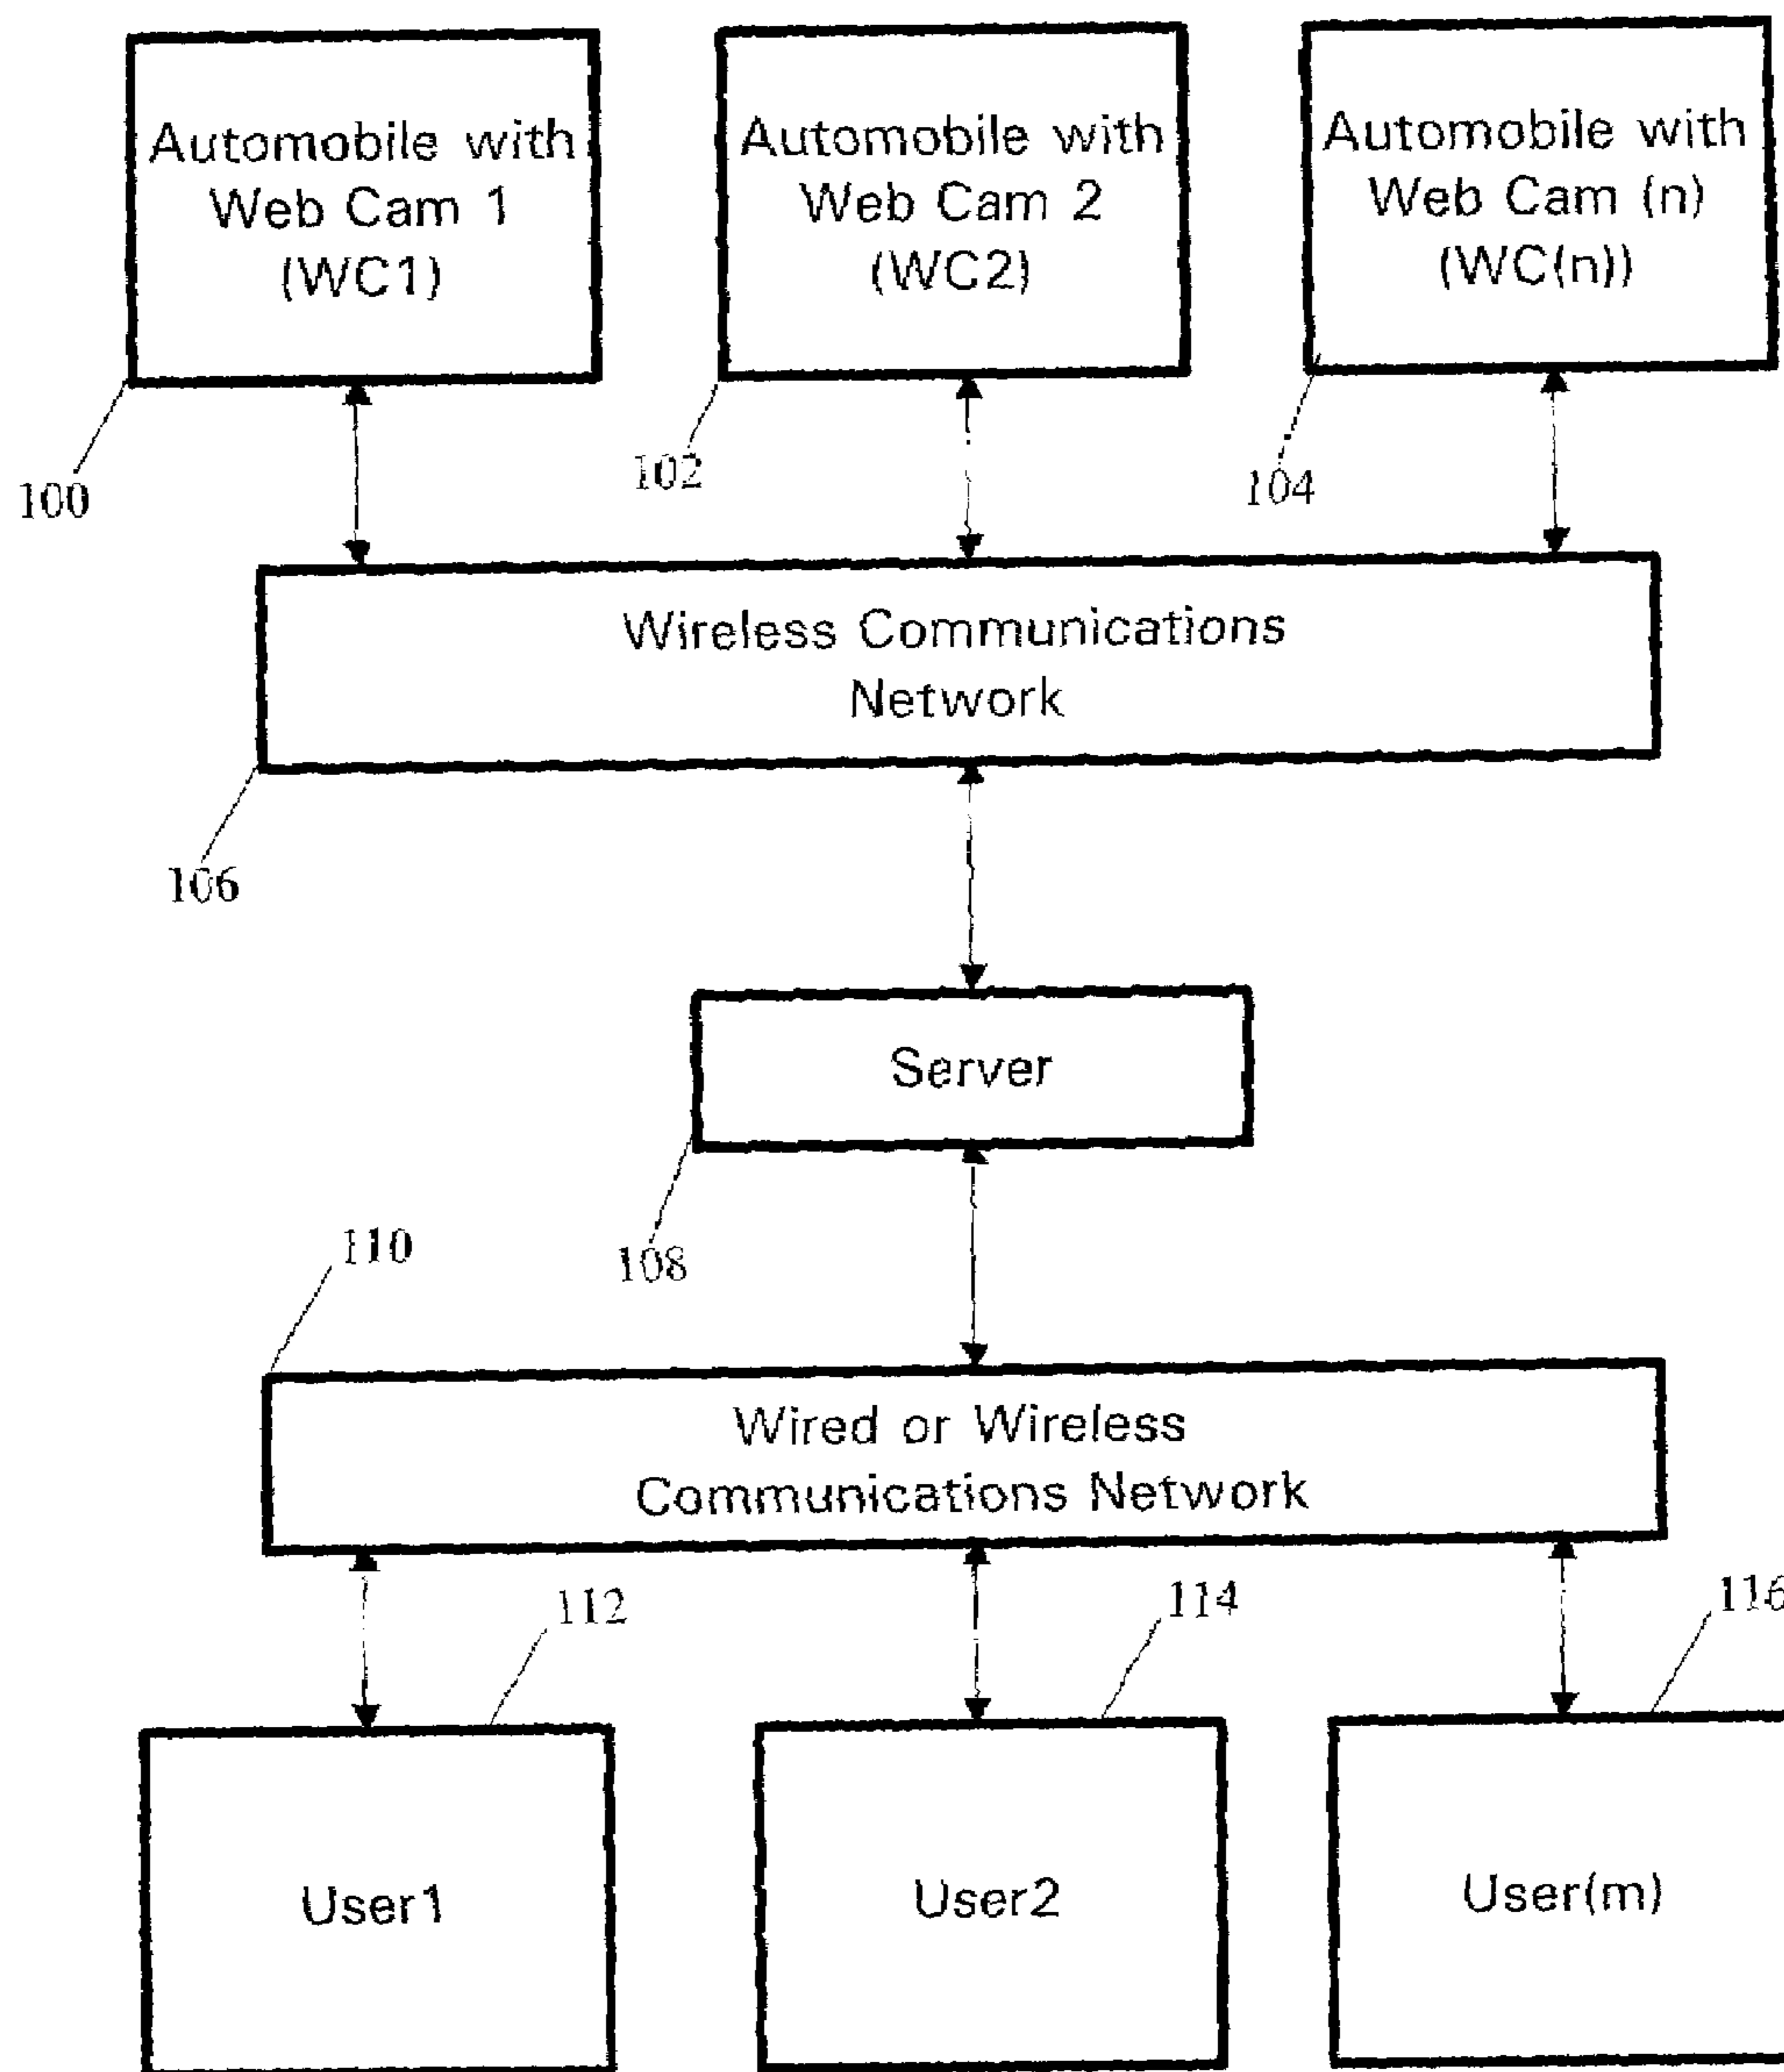 Automobile with
Web Cam 1
(WC1)
Automobile with
Web Cam 2
(WC2)
Automobile with
Web Cam (n)
(WC(n))
100
102
104
Wireless Communications
Network
106
Server
108
110
Wired or Wireless
Communications Network
112
114
116
User1
User2
User(m)